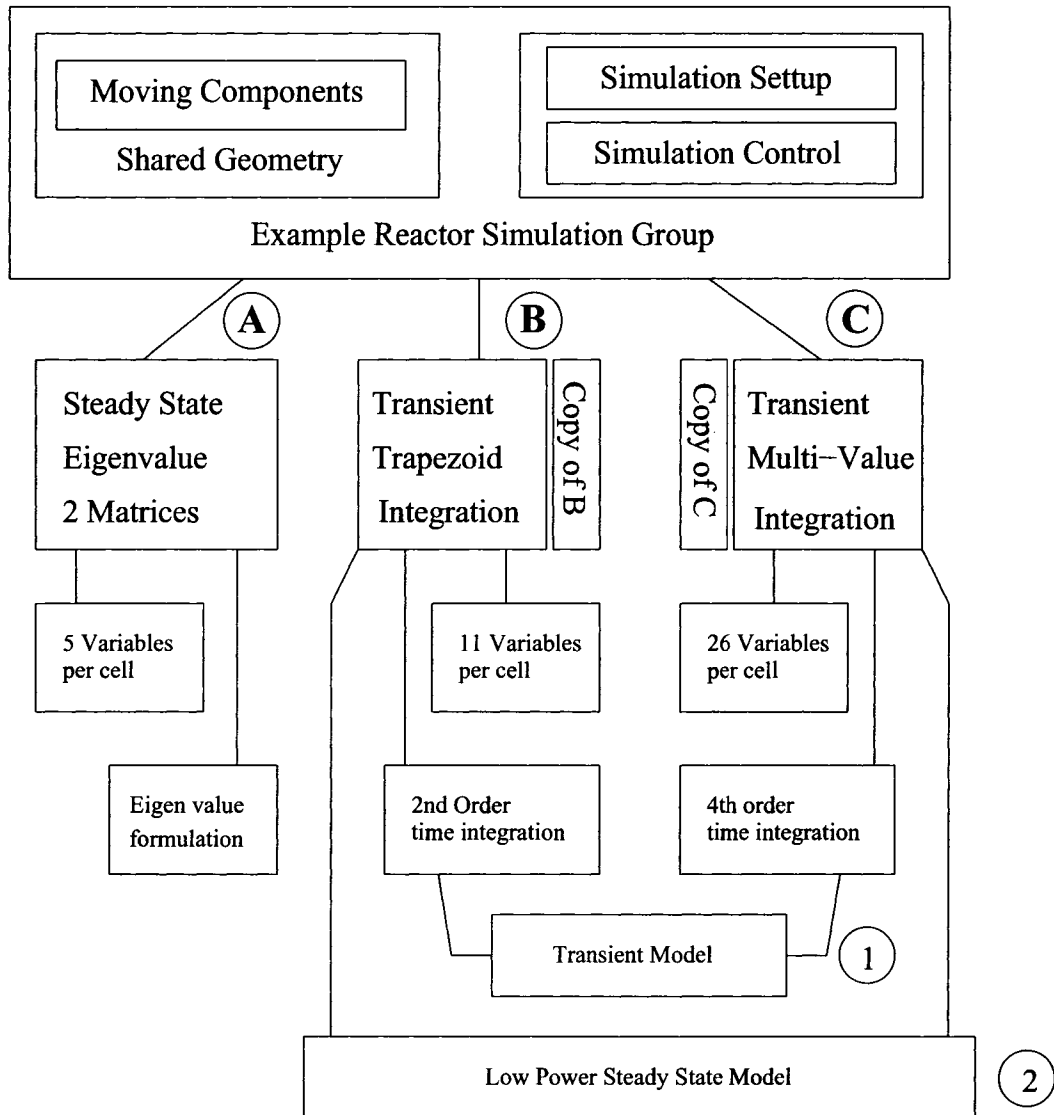 Moving Components
Shared Geometry
Simulation Settup
Simulation Control
Example Reactor Simulation Group
A
B
C
Steady State
Eigenvalue
2 Matrices
Transient
Trapezoid
Integration
Copy of B
Copy of C
Transient
Multi-Value
Integration
5 Variables
per cell
11 Variables
per cell
26 Variables
per cell
Eigen value
formulation
2nd Order
time integration
4th order
time integration
Transient Model
1
Low Power Steady State Model
2